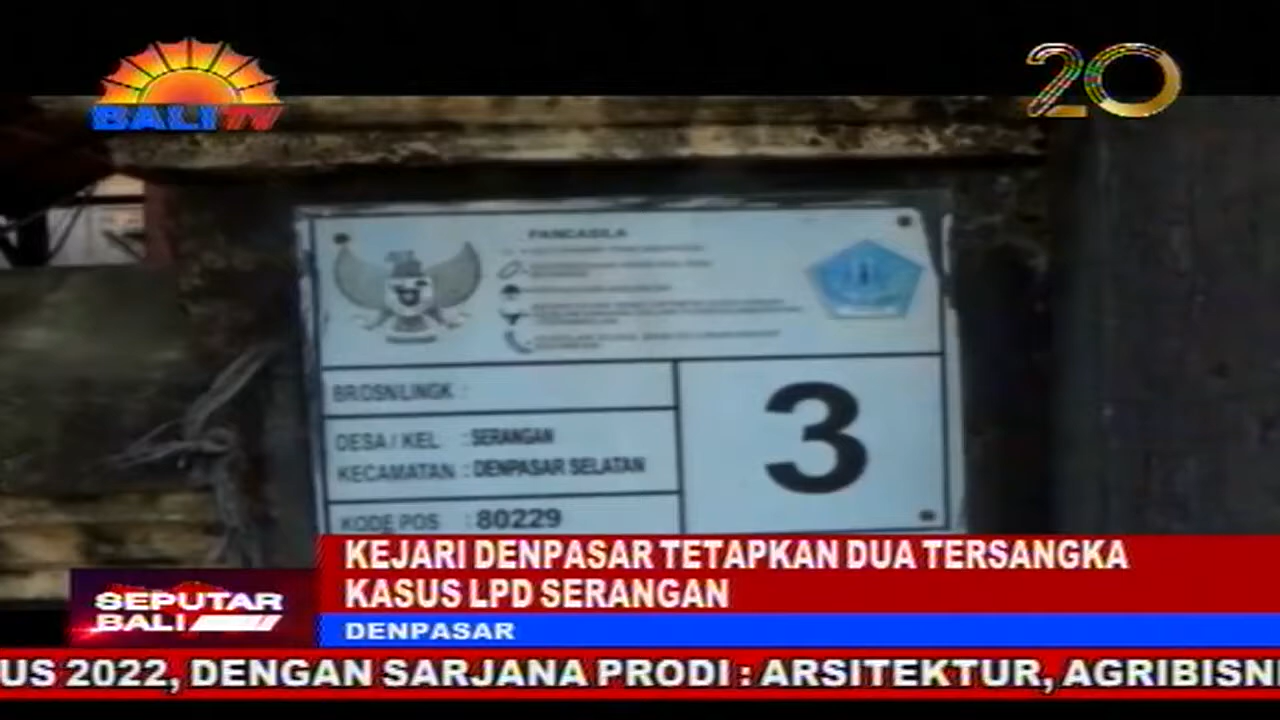 BALI TV
20
PANCASILA
BR.DSN/LINGK :
DESA / KEL : SERANGAN
KECAMATAN : DENPASAR SELATAN
KODE POS : 80229
3
KEJARI DENPASAR TETAPKAN DUA TERSANGKA
KASUS LPD SERANGAN
SEPUTAR
BALI
DENPASAR
US 2022, DENGAN SARJANA PRODI : ARSITEKTUR, AGRIBISNI